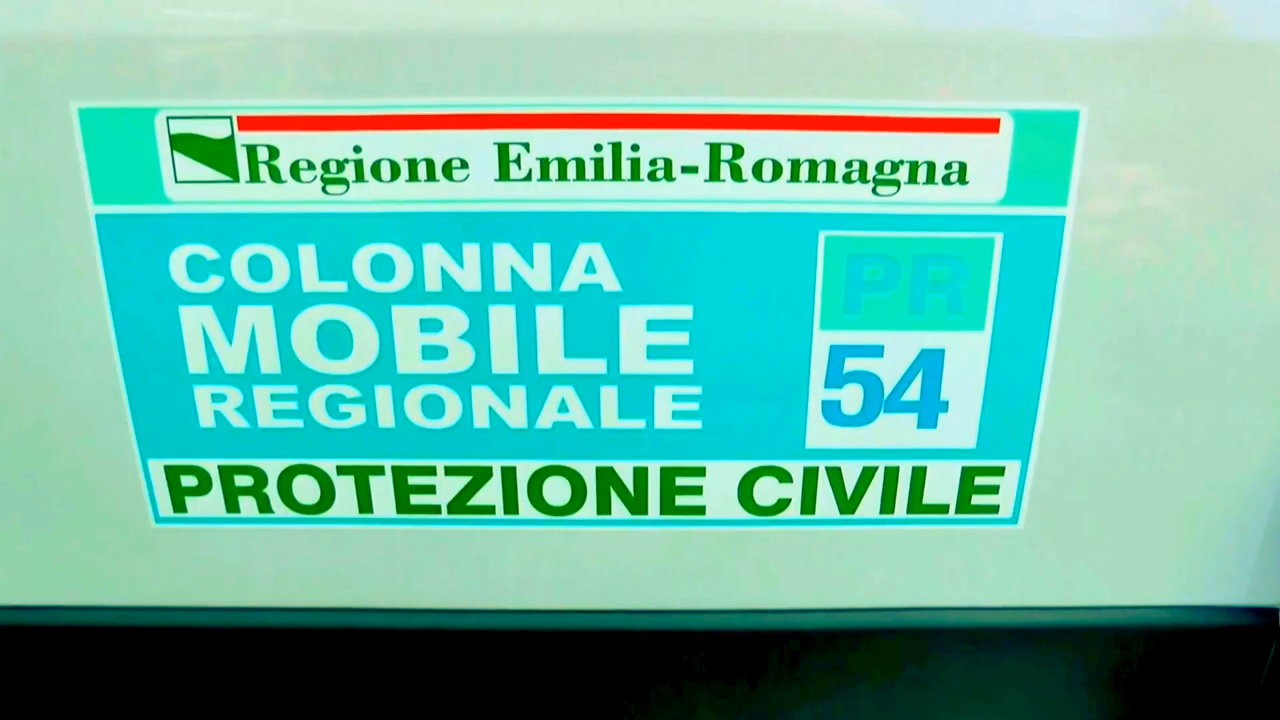 Regione Emilia-Romagna
COLONNA
MOBILE
REGIONALE
PR
54
PROTEZIONE CIVILE